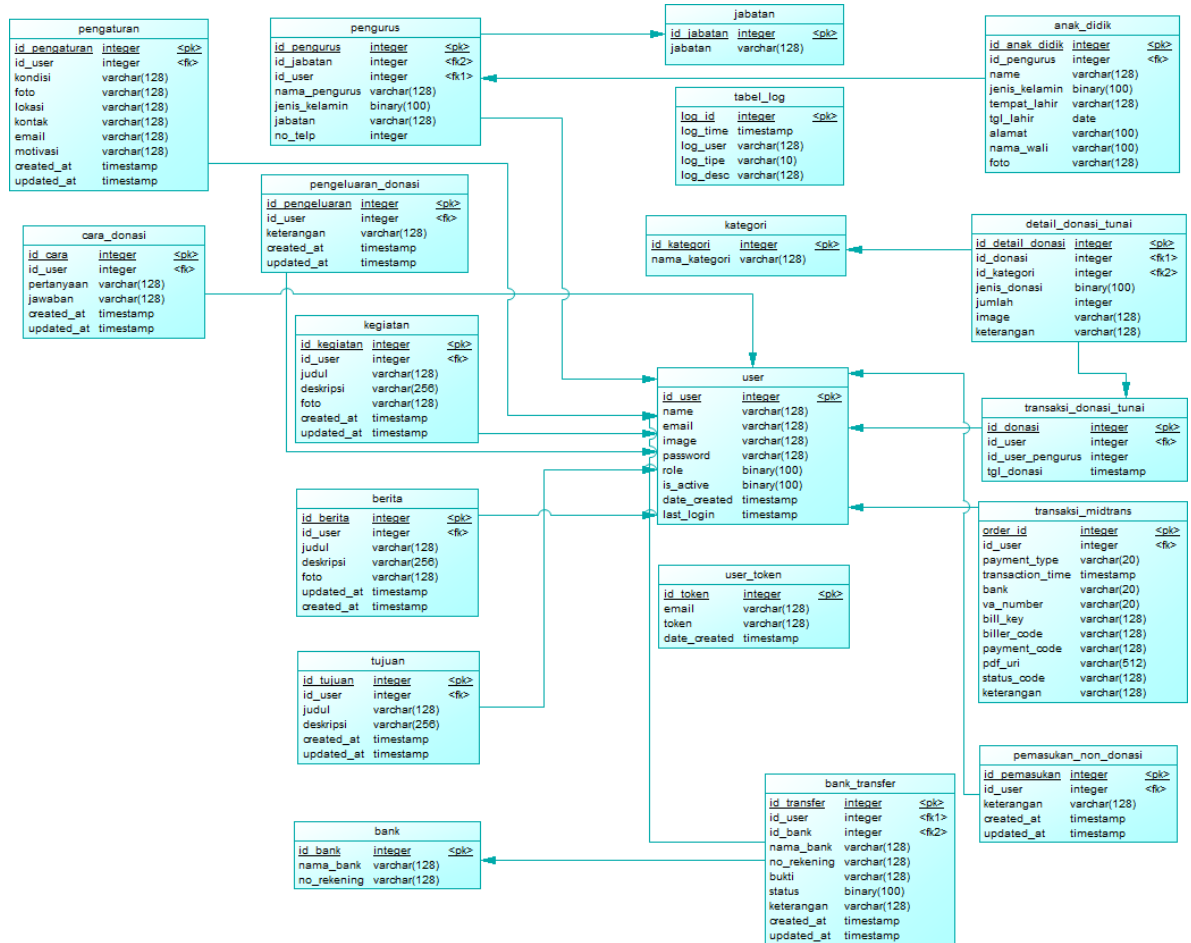 pengaturan
id_pengaturan integer <pk>
id_user integer <fk>
kondisi varchar(128)
foto varchar(128)
lokasi varchar(128)
kontak varchar(128)
email varchar(128)
motivasi varchar(128)
created_at timestamp
updated_at timestamp
pengurus
id_pengurus integer <pk>
id_jabatan integer <fk2>
id_user integer <fk1>
nama_pengurus varchar(128)
jenis_kelamin binary(100)
jabatan varchar(128)
no_telp integer
jabatan
id_jabatan integer <pk>
jabatan varchar(128)
anak_didik
id_anak_didik integer <pk>
id_pengurus integer <fk>
name varchar(128)
jenis_kelamin binary(100)
tempat_lahir varchar(128)
tgl_lahir date
alamat varchar(100)
nama_wali varchar(100)
foto varchar(128)
tabel_log
log_id integer <pk>
log_time timestamp
log_user varchar(128)
log_tipe varchar(10)
log_desc varchar(128)
pengeluaran_donasi
id_pengeluaran integer <pk>
id_user integer <fk>
keterangan varchar(128)
created_at timestamp
updated_at timestamp
cara_donasi
id_cara integer <pk>
id_user integer <fk>
pertanyaan varchar(128)
jawaban varchar(128)
created_at timestamp
updated_at timestamp
kategori
id_kategori integer <pk>
nama_kategori varchar(128)
detail_donasi_tunai
id_detail_donasi integer <pk>
id_donasi integer <fk1>
id_kategori integer <fk2>
jenis_donasi binary(100)
jumlah integer
image varchar(128)
keterangan varchar(128)
kegiatan
id_kegiatan integer <pk>
id_user integer <fk>
judul varchar(128)
deskripsi varchar(256)
foto varchar(128)
created_at timestamp
updated_at timestamp
user
id_user integer <pk>
name varchar(128)
email varchar(128)
image varchar(128)
password varchar(128)
role binary(100)
is_active binary(100)
date_created timestamp
last_login timestamp
transaksi_donasi_tunai
id_donasi integer <pk>
id_user integer <fk>
id_user_pengurus integer
tgl_donasi timestamp
berita
id_berita integer <pk>
id_user integer <fk>
judul varchar(128)
deskripsi varchar(256)
foto varchar(128)
updated_at timestamp
created_at timestamp
transaksi_midtrans
order_id integer <pk>
id_user integer <fk>
payment_type varchar(20)
transaction_time timestamp
bank varchar(20)
va_number varchar(20)
bill_key varchar(128)
biller_code varchar(128)
payment_code varchar(128)
pdf_uri varchar(512)
status_code varchar(128)
keterangan varchar(128)
user_token
id_token integer <pk>
email varchar(128)
token varchar(128)
date_created timestamp
tujuan
id_tujuan integer <pk>
id_user integer <fk>
judul varchar(128)
deskripsi varchar(256)
created_at timestamp
updated_at timestamp
pemasukan_non_donasi
id_pemasukan integer <pk>
id_user integer <fk>
keterangan varchar(128)
created_at timestamp
updated_at timestamp
bank_transfer
id_transfer integer <pk>
id_user integer <fk1>
id_bank integer <fk2>
nama_bank varchar(128)
no_rekening varchar(128)
bukti varchar(128)
status binary(100)
keterangan varchar(128)
created_at timestamp
updated_at timestamp
bank
id_bank integer <pk>
nama_bank varchar(128)
no_rekening varchar(128)